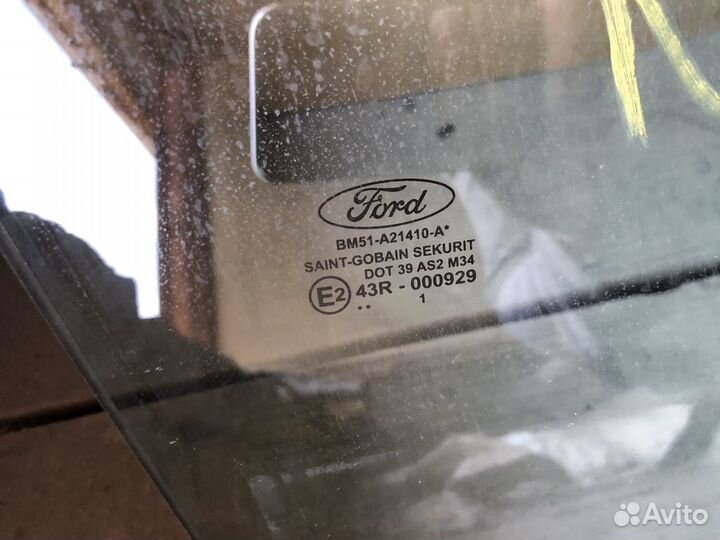 Ford
BM51-A21410-A*
SAINT-GOBAIN SEKURIT
DOT 39 AS2 M34
E2 43R - 000929
.. 1
Avito